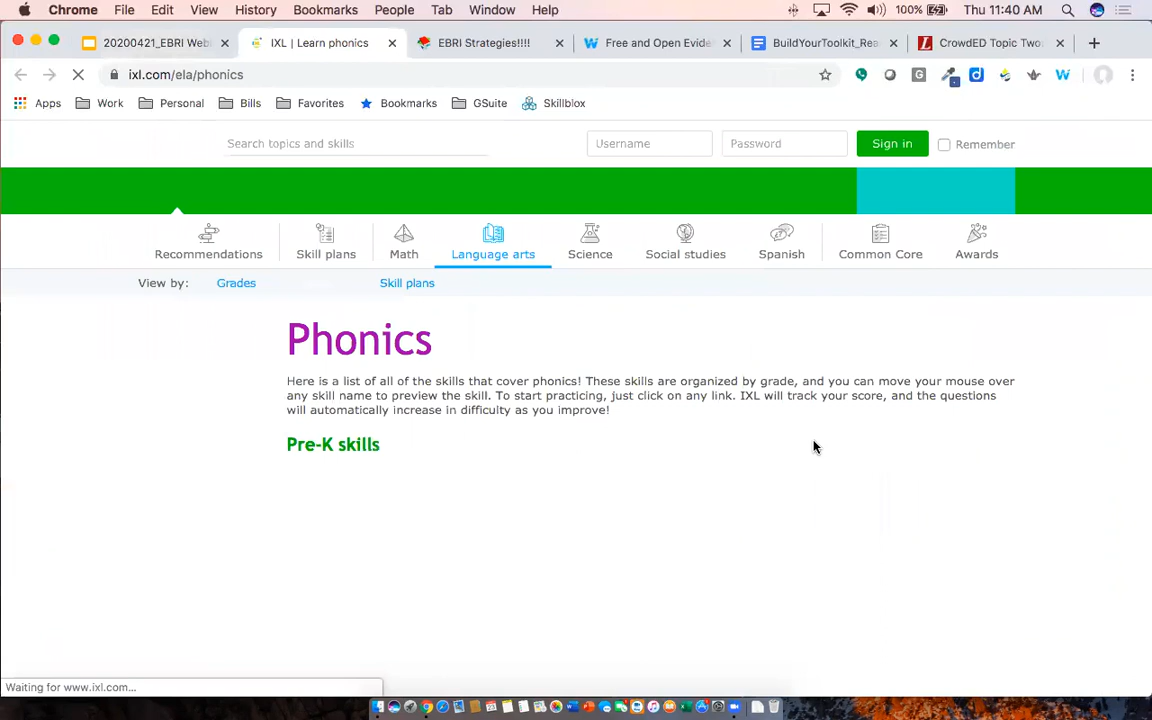 Chrome File Edit View History Bookmarks People Tab Window Help 100% Thu 11:40 AM
20200421_EBRI Webi IXL | Learn phonics EBRI Strategies!!!! Free and Open Evide BuildYourToolkit_Rea CrowdED Topic Two:
ixl.com/ela/phonics
Apps Work Personal Bills Favorites Bookmarks GSuite Skillblox
Search topics and skills Username Password Sign in Remember
Recommendations Skill plans Math Language arts Science Social studies Spanish Common Core Awards
View by: Grades Skill plans
Phonics
Here is a list of all of the skills that cover phonics! These skills are organized by grade, and you can move your mouse over
any skill name to preview the skill. To start practicing, just click on any link. IXL will track your score, and the questions
will automatically increase in difficulty as you improve!
Pre-K skills
Waiting for www.ixl.com...